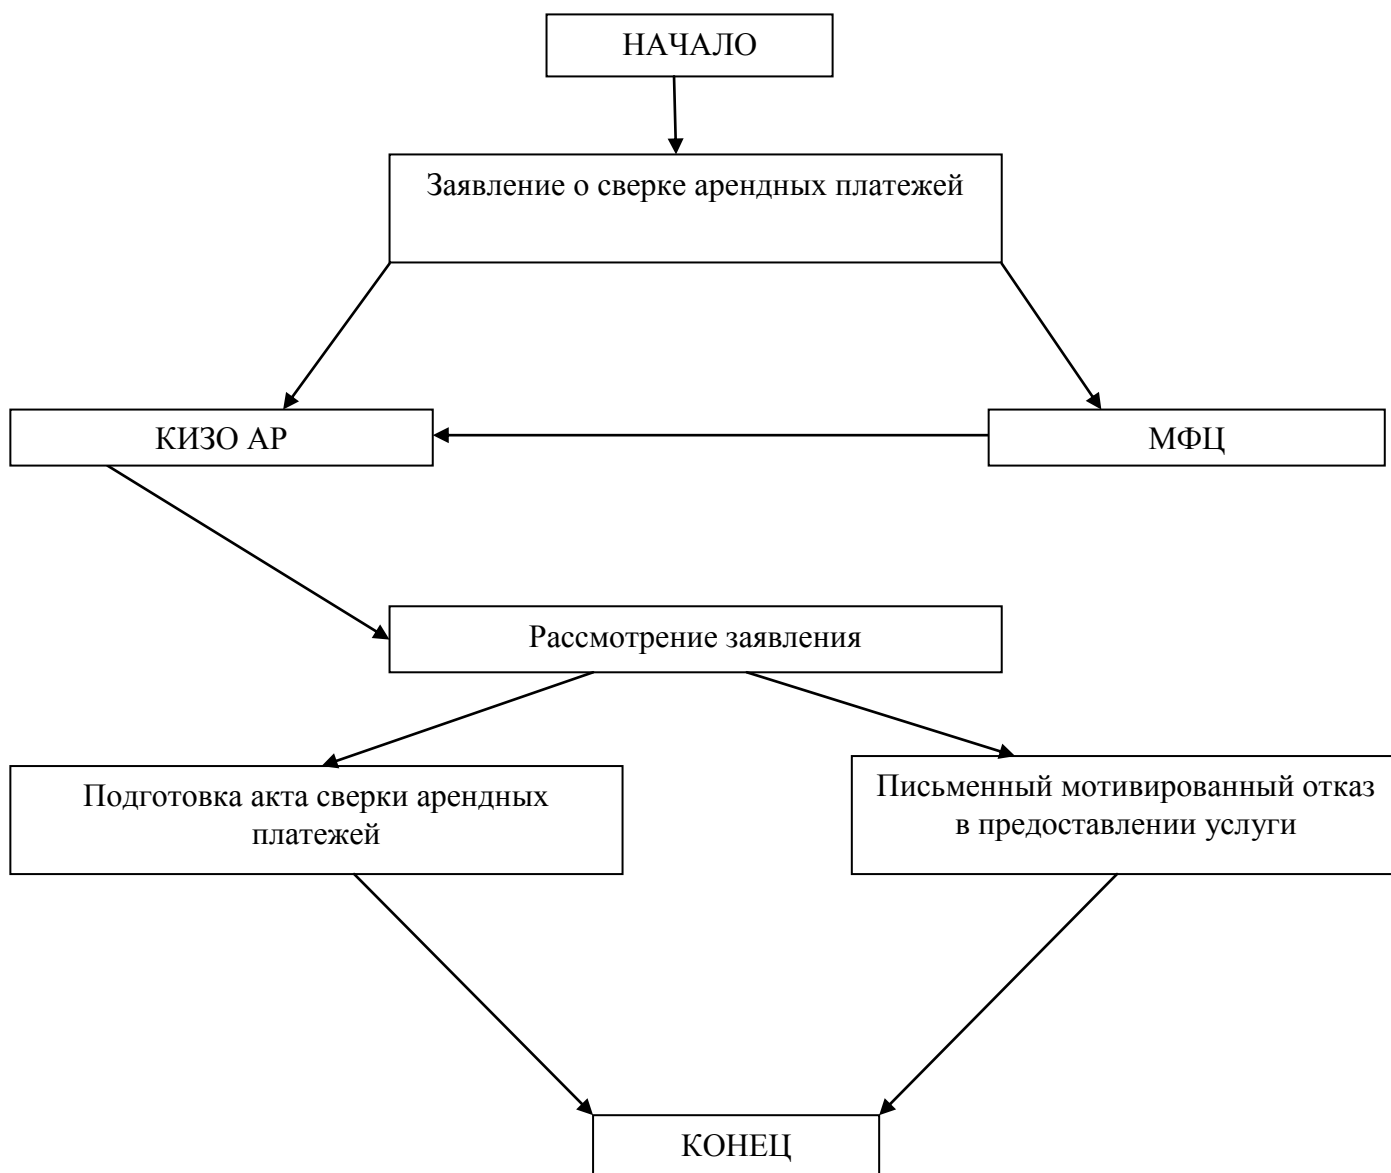 НАЧАЛО
Заявление о сверке арендных платежей
КИЗО АР
МФЦ
Рассмотрение заявления
Подготовка акта сверки арендных
платежей
Письменный мотивированный отказ
в предоставлении услуги
КОНЕЦ